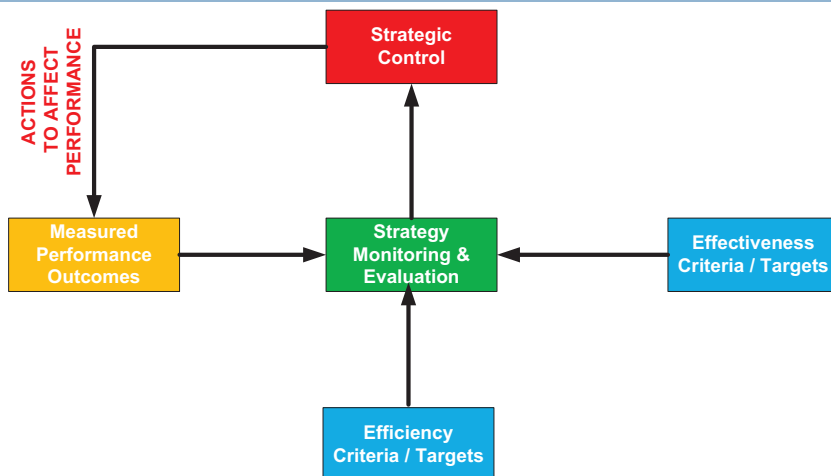 Strategic
Control
ACTIONS
TO AFFECT
PERFORMANCE
Measured
Performance
Outcomes
Strategy
Monitoring &
Evaluation
Effectiveness
Criteria / Targets
Efficiency
Criteria / Targets